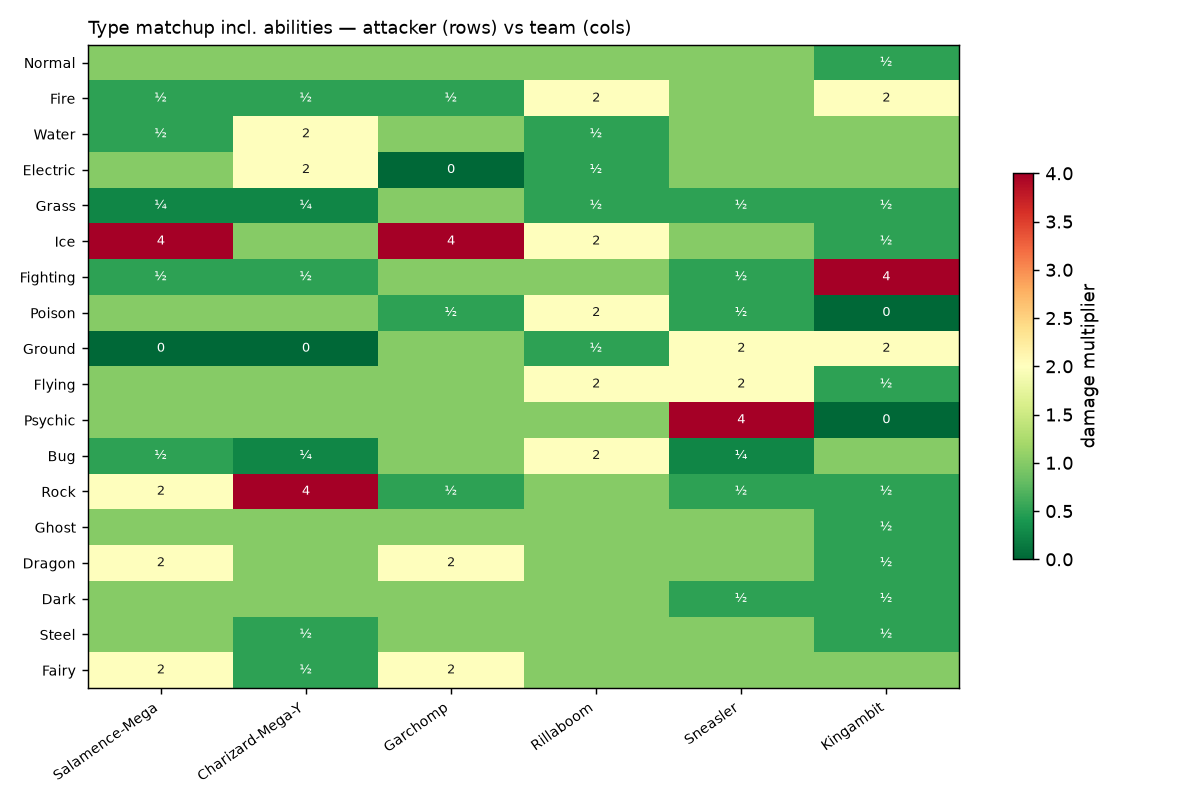 Type matchup incl. abilities — attacker (rows) vs team (cols)
Normal ½
Fire ½ ½ ½ 2 2
Water ½ 2 ½
Electric 2 0 ½
Grass ¼ ¼ ½ ½ ½
Ice 4 4 2 ½
Fighting ½ ½ ½ 4
Poison ½ 2 ½ 0
Ground 0 0 ½ 2 2
Flying 2 2 ½
Psychic 4 0
Bug ½ ¼ 2 ¼
Rock 2 4 ½ ½ ½
Ghost ½
Dragon 2 2 ½
Dark ½ ½
Steel ½ ½
Fairy 2 ½ 2
Salamence-Mega
Charizard-Mega-Y
Garchomp
Rillaboom
Sneasler
Kingambit
4.0
3.5
3.0
2.5
2.0
1.5
1.0
0.5
0.0
damage multiplier